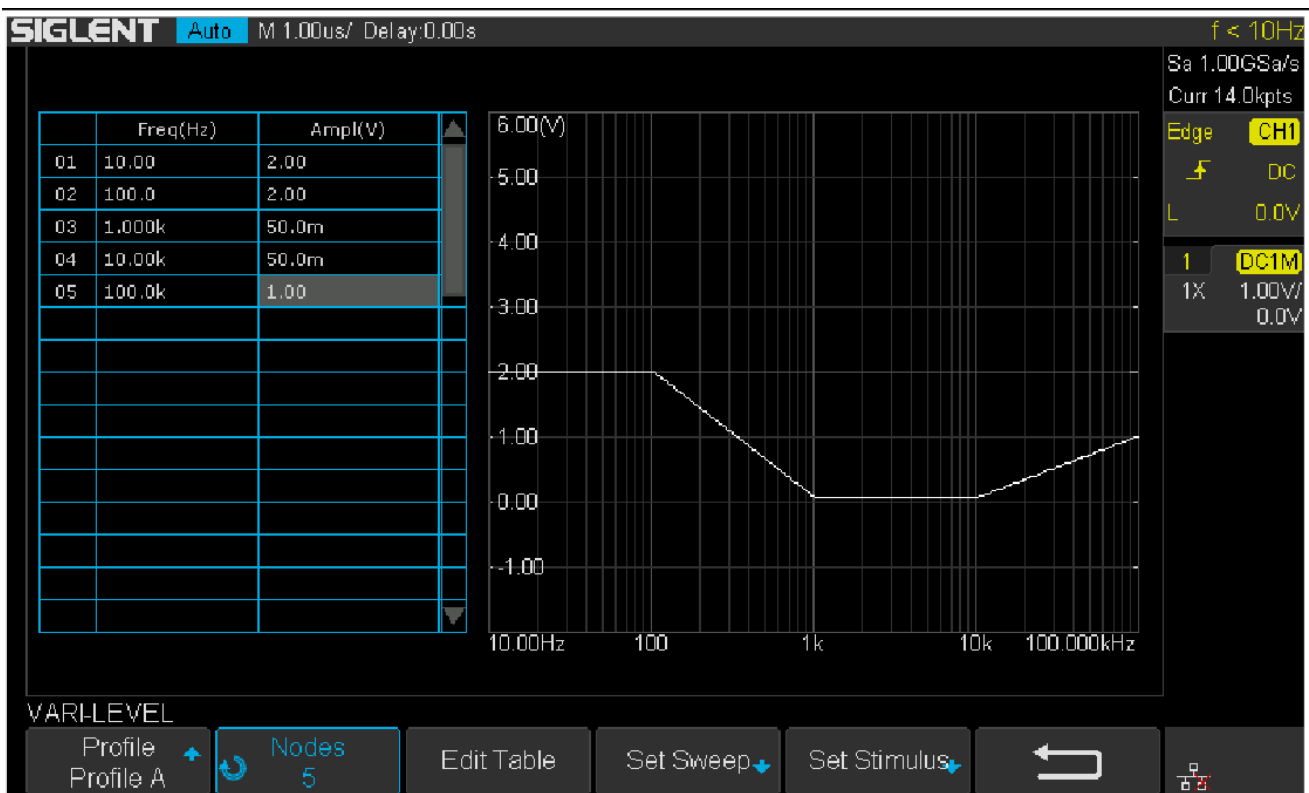 SIGLENT Auto M 1.00us/ Delay:0.00s f < 10Hz
Sa 1.00GSa/s
Curr 14.0kpts
Edge CH1
DC
L 0.0V
1 DC1M
1X 1.00V/
0.0V
Freq(Hz) Ampl(V)
01 10.00 2.00
02 100.0 2.00
03 1.000k 50.0m
04 10.00k 50.0m
05 100.0k 1.00
6.00(V)
5.00
4.00
3.00
2.00
1.00
0.00
-1.00
10.00Hz 100 1k 10k 100.000kHz
VARI-LEVEL
Profile
Profile A
Nodes
5
Edit Table
Set Sweep
Set Stimulus